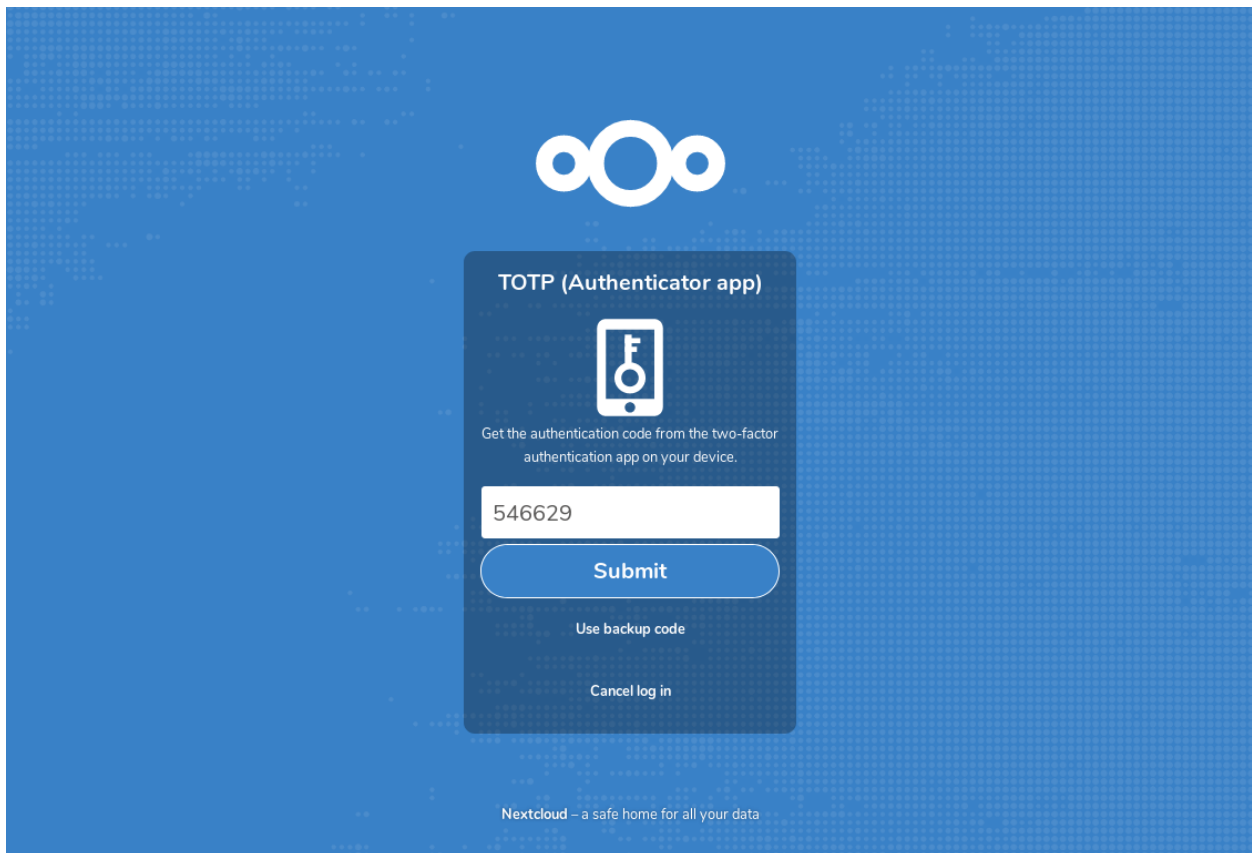 TOTP (Authenticator app)
Get the authentication code from the two-factor
authentication app on your device.
546629
Submit
Use backup code
Cancel log in
Nextcloud – a safe home for all your data